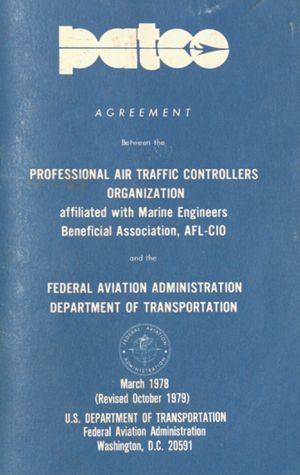 patco
AGREEMENT
Between the
PROFESSIONAL AIR TRAFFIC CONTROLLERS
ORGANIZATION
affiliated with Marine Engineers
Beneficial Association, AFL-CIO
and the
FEDERAL AVIATION ADMINISTRATION
DEPARTMENT OF TRANSPORTATION
FEDERAL AVIATION
ADMINISTRATION
March 1978
(Revised October 1979)
U.S. DEPARTMENT OF TRANSPORTATION
Federal Aviation Administration
Washington, D.C. 20591